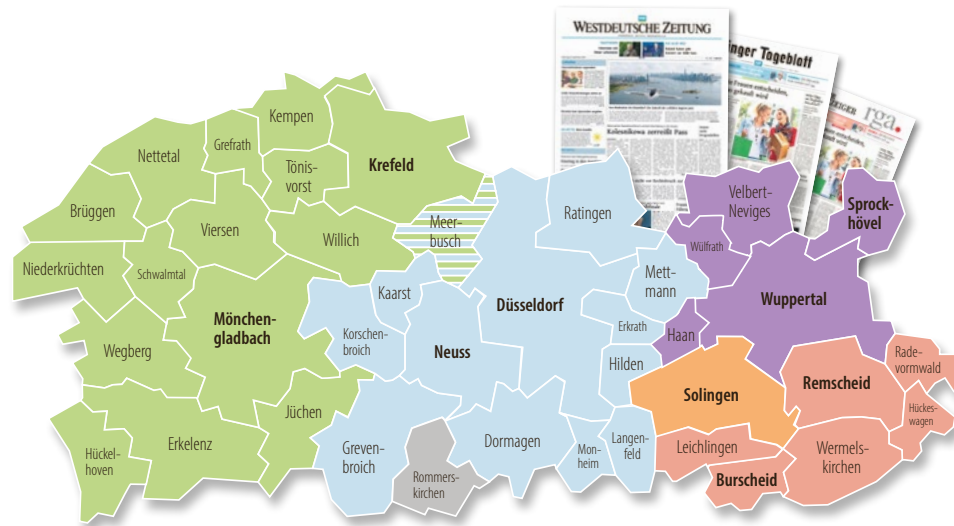 WESTDEUTSCHE ZEITUNG
inger Tageblatt
EIGER rga.
Kolesnikowa zerreißt Pass
Kempen
Grefrath
Nettetal
Tönis-
vorst
Krefeld
Brüggen
Viersen
Willich
Meer-
busch
Ratingen
Velbert-
Neviges
Sprock-
hövel
Wülfrath
Niederkrüchten
Schwalmtal
Kaarst
Mett-
mann
Düsseldorf
Wuppertal
Mönchen-
gladbach
Korschen-
broich
Neuss
Erkrath
Haan
Wegberg
Hilden
Rade-
vormwald
Solingen
Remscheid
Jüchen
Hückes-
wagen
Erkelenz
Hückel-
hoven
Greven-
broich
Dormagen
Mon-
heim
Langen-
feld
Leichlingen
Wermels-
kirchen
Rommers-
kirchen
Burscheid